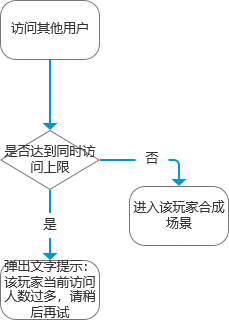 访问其他用户
是否达到同时访
问上限
否
进入该玩家合成
场景
是
弹出文字提示：
该玩家当前访问
人数过多，请稍
后再试